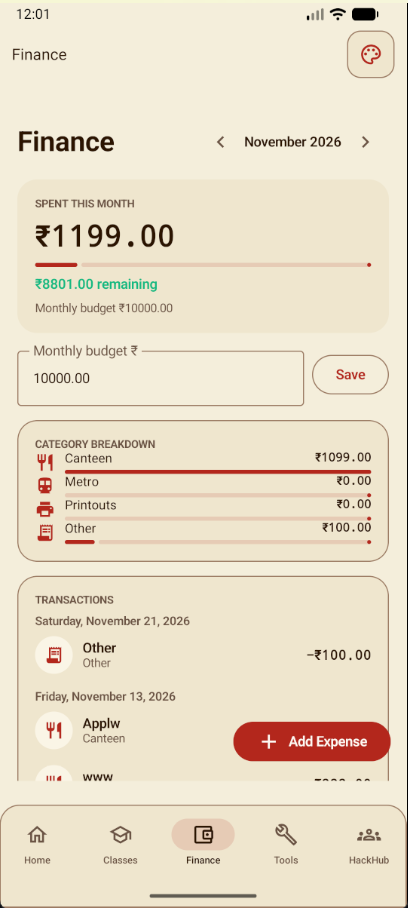 12:01
Finance
Finance
November 2026
SPENT THIS MONTH
₹1199.00
₹8801.00 remaining
Monthly budget ₹10000.00
Monthly budget ₹
10000.00
Save
CATEGORY BREAKDOWN
Canteen ₹1099.00
Metro ₹0.00
Printouts ₹0.00
Other ₹100.00
TRANSACTIONS
Saturday, November 21, 2026
Other
−₹100.00
Other
Friday, November 13, 2026
Applw
Canteen
Add Expense
www
Home Classes Finance Tools HackHub